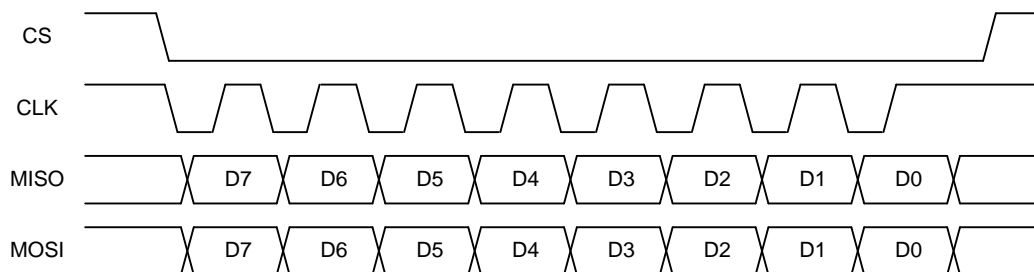 CS
CLK
MISO D7 D6 D5 D4 D3 D2 D1 D0
MOSI D7 D6 D5 D4 D3 D2 D1 D0